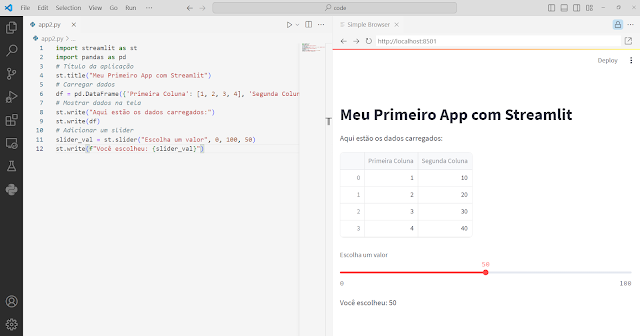 File Edit Selection View Go Run ...
code
app2.py
app2.py > ...
1 import streamlit as st
2 import pandas as pd
3 # Título da aplicação
4 st.title("Meu Primeiro App com Streamlit")
5 # Carregar dados
6 df = pd.DataFrame({'Primeira Coluna': [1, 2, 3, 4], 'Segunda Colun
7 # Mostrar dados na tela
8 st.write("Aqui estão os dados carregados:")
9 st.write(df)
10 # Adicionar um slider
11 slider_val = st.slider("Escolha um valor", 0, 100, 50)
12 st.write(f"Você escolheu: {slider_val}")
Simple Browser
http://localhost:8501
Deploy
Meu Primeiro App com Streamlit
Aqui estão os dados carregados:
Primeira Coluna Segunda Coluna
0 1 10
1 2 20
2 3 30
3 4 40
Escolha um valor
50
0 100
Você escolheu: 50